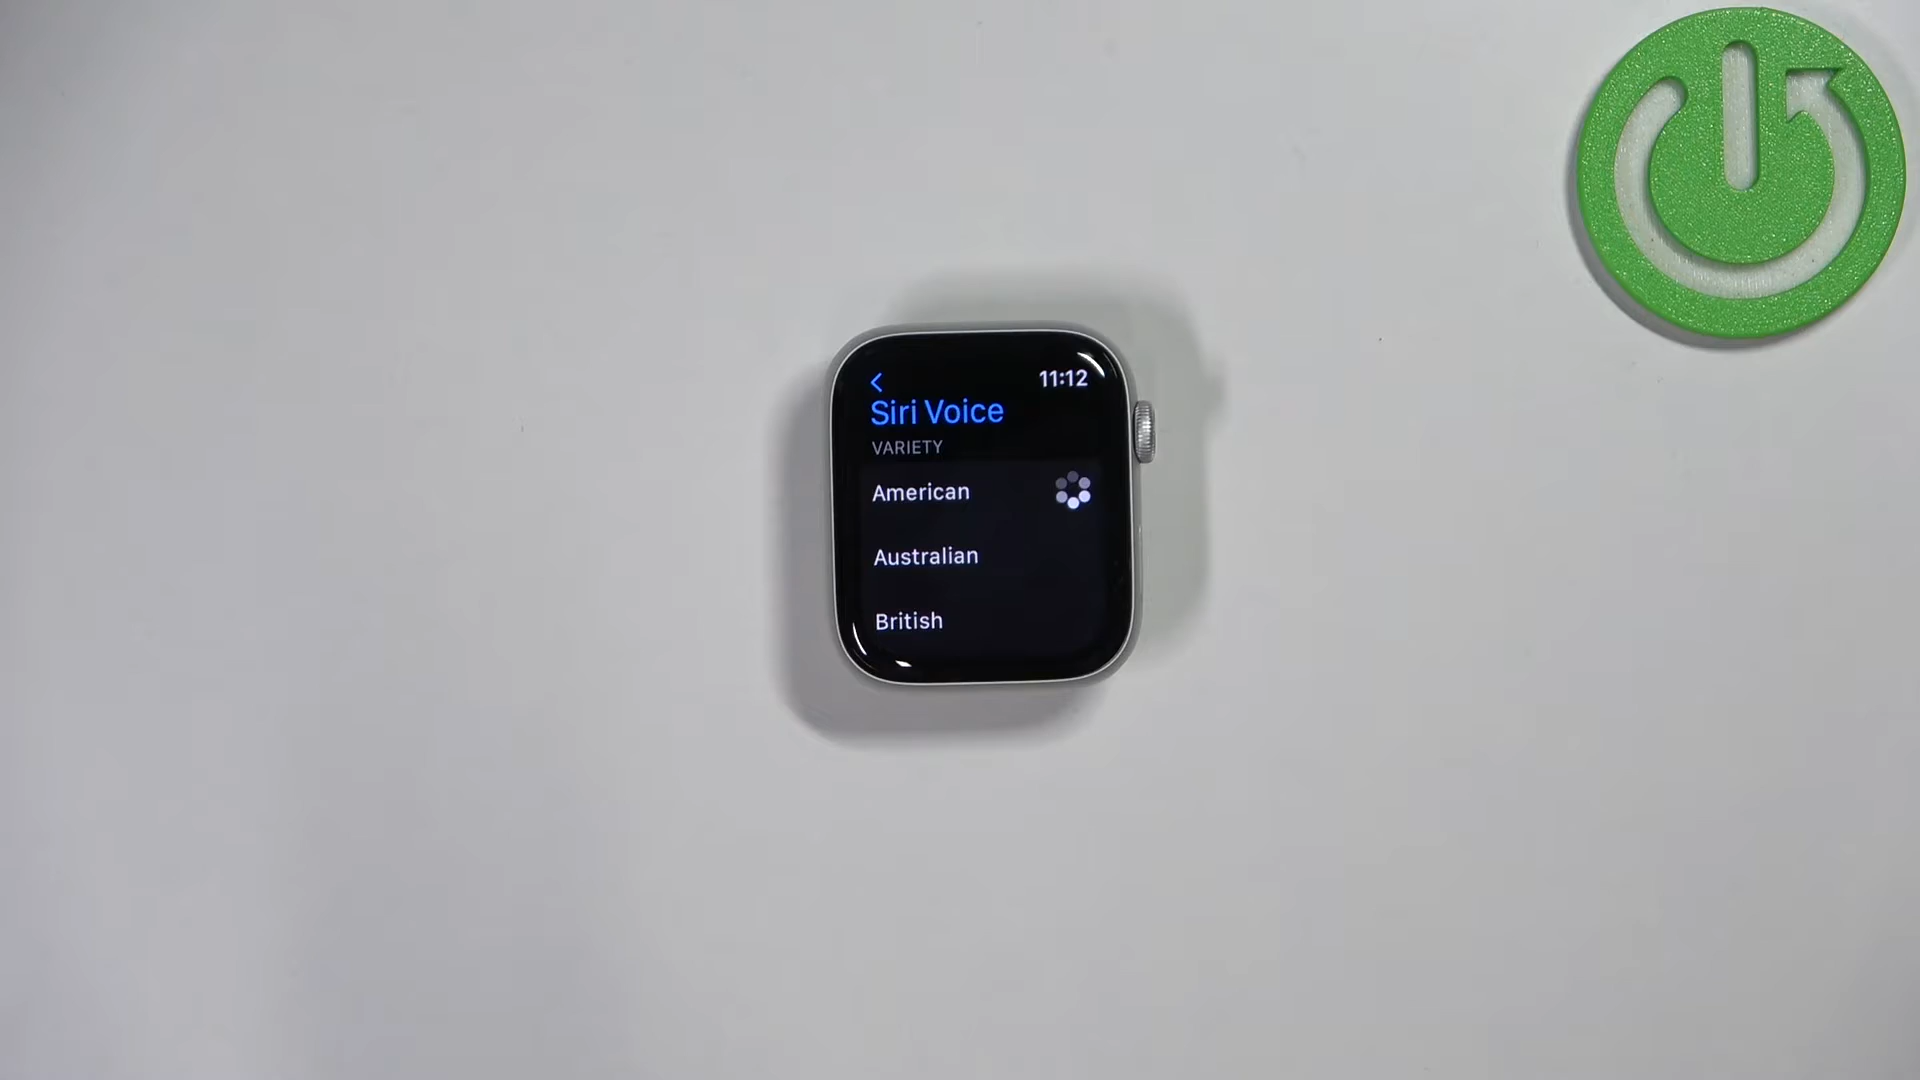 11:12
Siri Voice
VARIETY
American
Australian
British